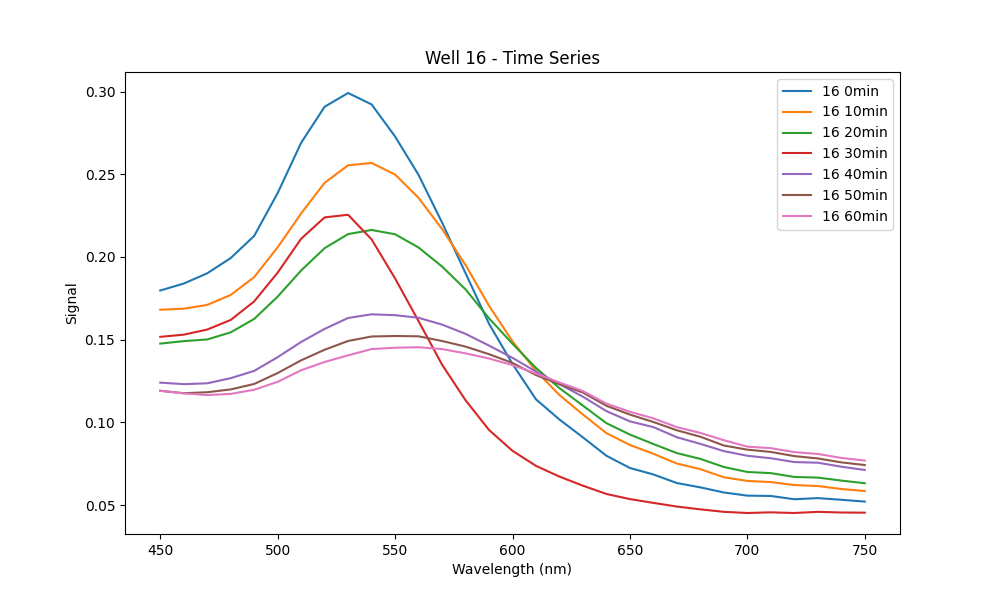 Well 16 - Time Series
16 0min
16 10min
16 20min
16 30min
16 40min
16 50min
16 60min
0.30
0.25
0.20
0.15
0.10
0.05
Signal
450 500 550 600 650 700 750
Wavelength (nm)